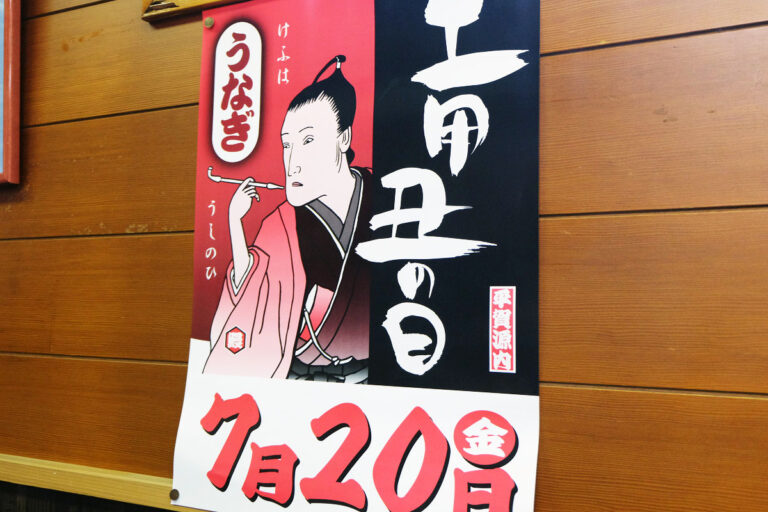 土用
丑の日
平賀源内
けふは
うなぎ
うしのひ
7月20日
金